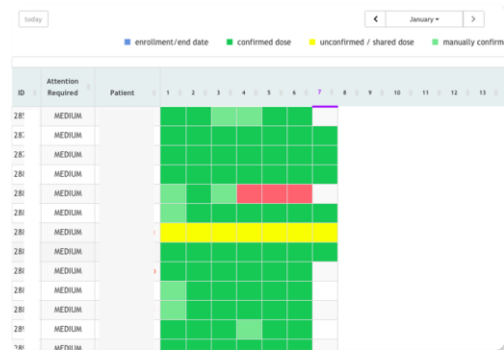 today
January
enrollment/end date confirmed dose unconfirmed / shared dose manually confirm
ID Attention Required Patient 1 2 3 4 5 6 7 8 9 10 11 12 13
MEDIUM
MEDIUM
MEDIUM
MEDIUM
MEDIUM
MEDIUM
MEDIUM
MEDIUM
MEDIUM
MEDIUM
MEDIUM
MEDIUM
MEDIUM